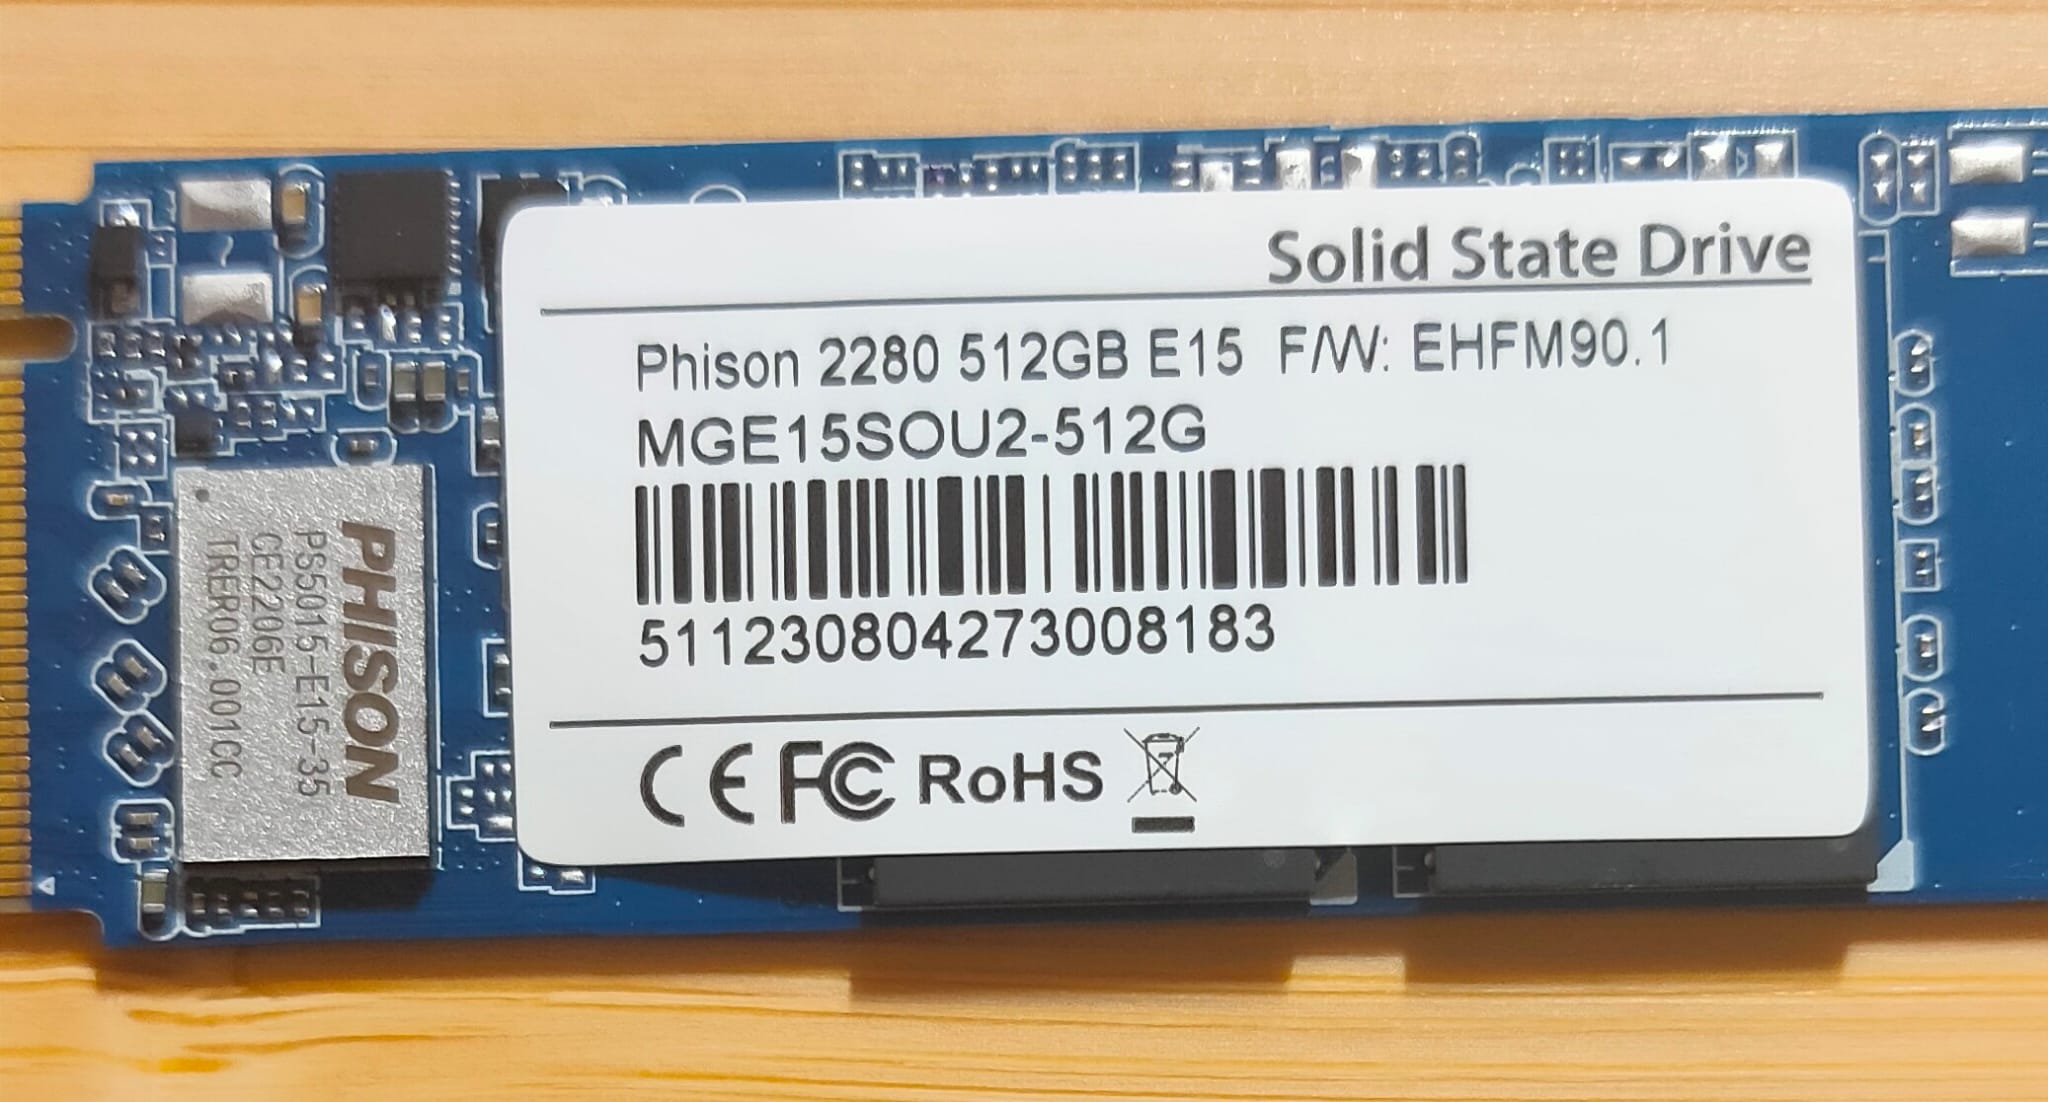 Solid State Drive
Phison 2280 512GB E15 F/W: EHFM90.1
MGE15SOU2-512G
511230804273008183
CE FC RoHS
PHISON
PS5015-E15-35
CE2206E
TRER06.001CC